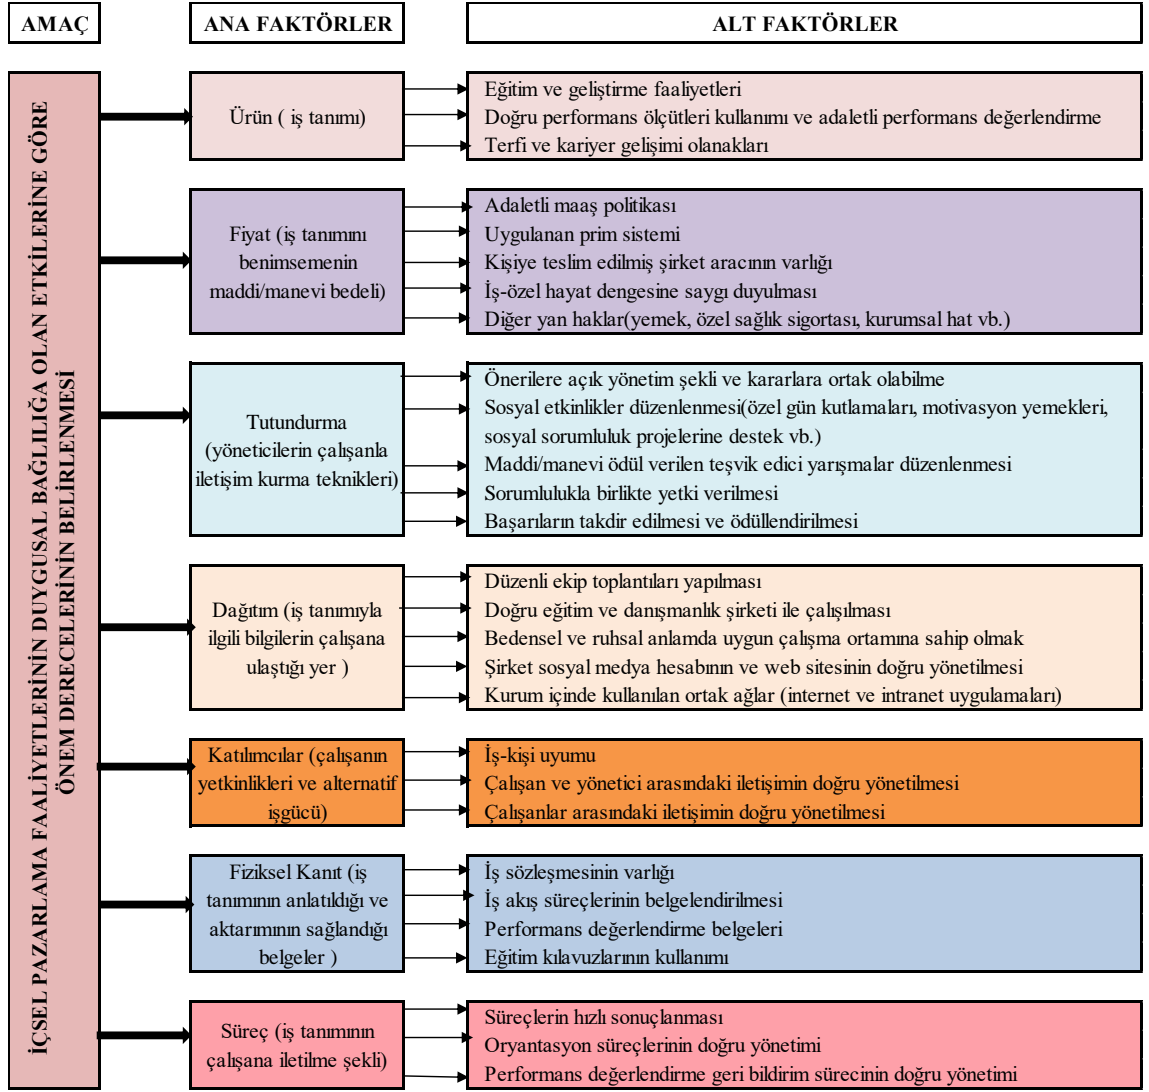 AMAÇ
ANA FAKTÖRLER
ALT FAKTÖRLER
İÇSEL PAZARLAMA FAALİYETLERİNİN DUYGUSAL BAĞLILIĞA OLAN ETKİLERİNE GÖRE
ÖNEM DERECELERİNİN BELİRLENMESİ
Ürün ( iş tanımı)
Eğitim ve geliştirme faaliyetleri
Doğru performans ölçütleri kullanımı ve adaletli performans değerlendirme
Terfi ve kariyer gelişimi olanakları
Fiyat (iş tanımını
benimsemenin
maddi/manevi bedeli)
Adaletli maaş politikası
Uygulanan prim sistemi
Kişiye teslim edilmiş şirket aracının varlığı
İş-özel hayat dengesine saygı duyulması
Diğer yan haklar(yemek, özel sağlık sigortası, kurumsal hat vb.)
Tutundurma
(yöneticilerin çalışanla
iletişim kurma teknikleri)
Önerilere açık yönetim şekli ve kararlara ortak olabilme
Sosyal etkinlikler düzenlenmesi(özel gün kutlamaları, motivasyon yemekleri,
sosyal sorumluluk projelerine destek vb.)
Maddi/manevi ödül verilen teşvik edici yarışmalar düzenlenmesi
Sorumlulukla birlikte yetki verilmesi
Başarıların takdir edilmesi ve ödüllendirilmesi
Dağıtım (iş tanımıyla
ilgili bilgilerin çalışana
ulaştığı yer )
Düzenli ekip toplantıları yapılması
Doğru eğitim ve danışmanlık şirketi ile çalışılması
Bedensel ve ruhsal anlamda uygun çalışma ortamına sahip olmak
Şirket sosyal medya hesabının ve web sitesinin doğru yönetilmesi
Kurum içinde kullanılan ortak ağlar (internet ve intranet uygulamaları)
Katılımcılar (çalışanın
yetkinlikleri ve alternatif
işgücü)
İş-kişi uyumu
Çalışan ve yönetici arasındaki iletişimin doğru yönetilmesi
Çalışanlar arasındaki iletişimin doğru yönetilmesi
Fiziksel Kanıt (iş
tanımının anlatıldığı ve
aktarımının sağlandığı
belgeler )
İş sözleşmesinin varlığı
İş akış süreçlerinin belgelendirilmesi
Performans değerlendirme belgeleri
Eğitim kılavuzlarının kullanımı
Süreç (iş tanımının
çalışana iletilme şekli)
Süreçlerin hızlı sonuçlanması
Oryantasyon süreçlerinin doğru yönetimi
Performans değerlendirme geri bildirim sürecinin doğru yönetimi